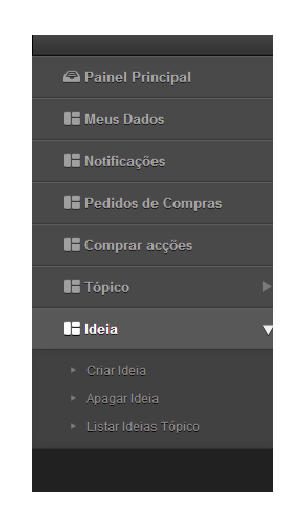 Painel Principal
Meus Dados
Notificações
Pedidos de Compras
Comprar acções
Tópico
Ideia
Criar Ideia
Apagar Ideia
Listar Ideias Tópico